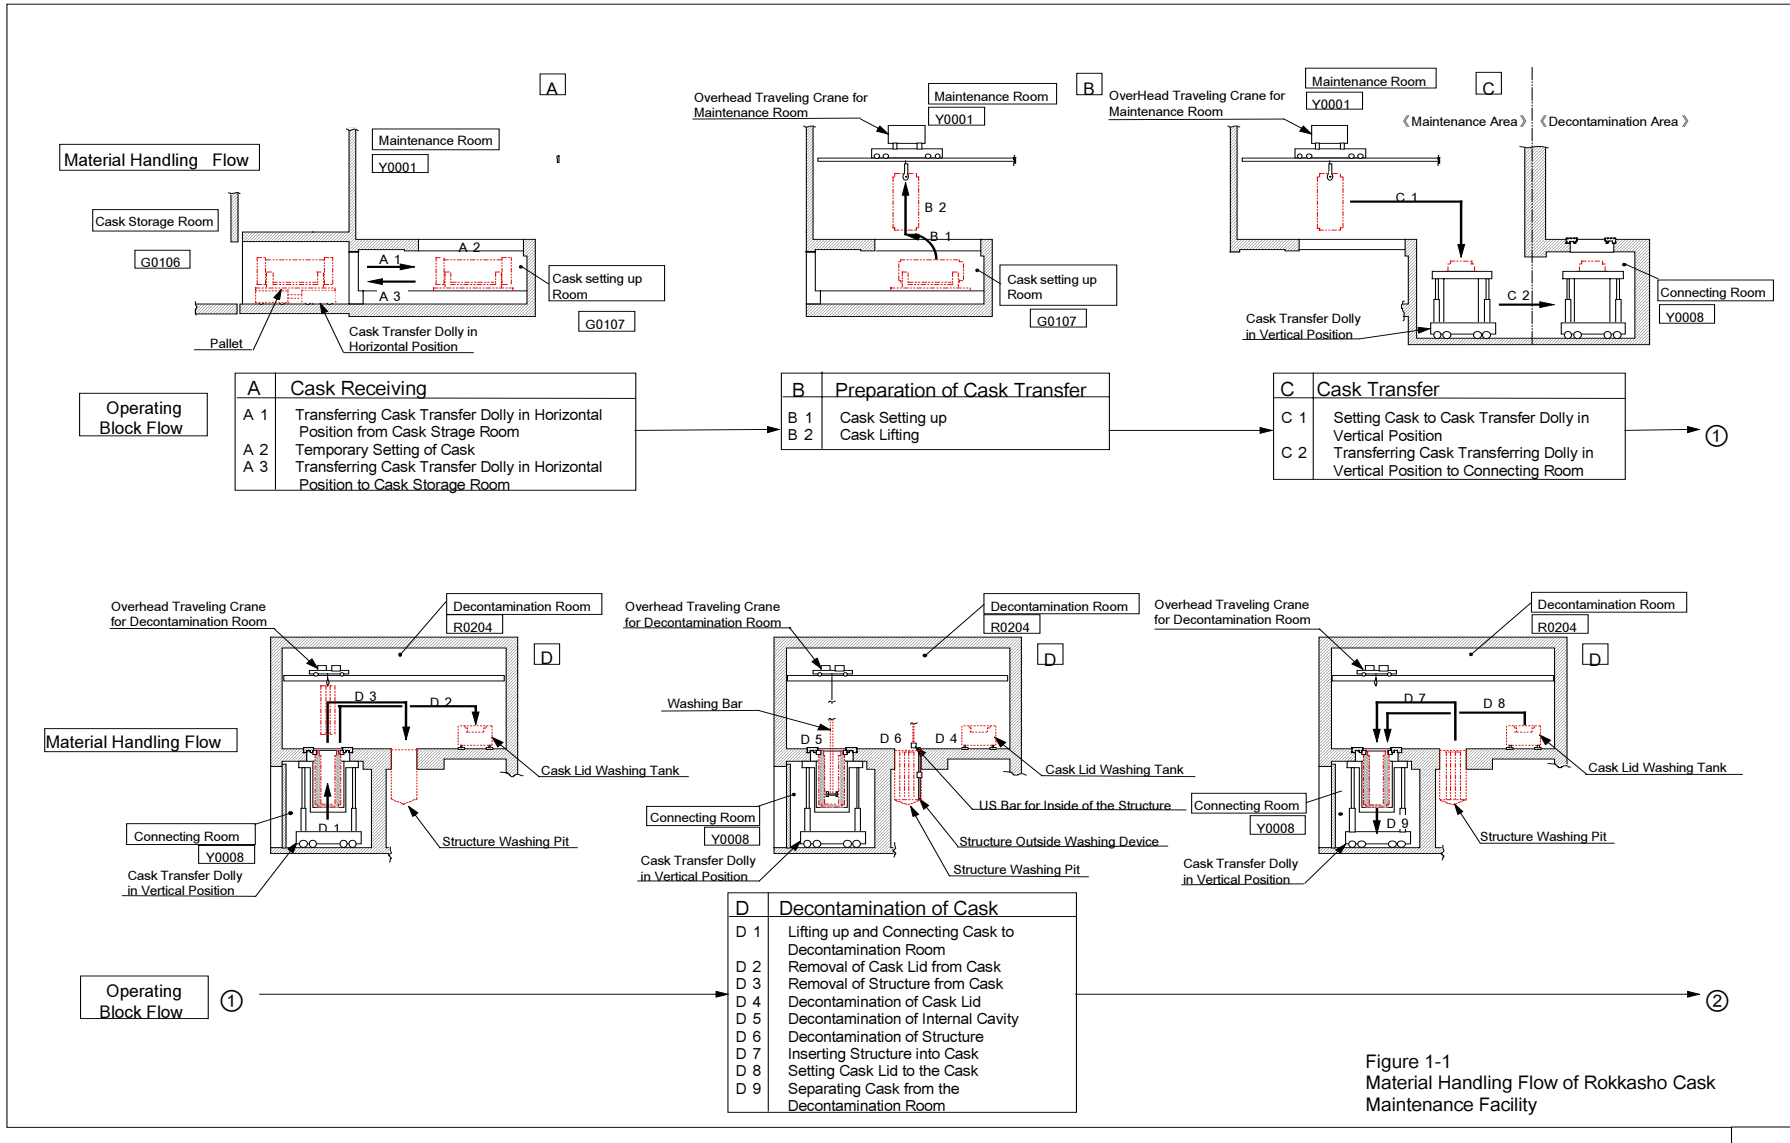 A
Maintenance Room
Y0001
Material Handling Flow
Cask Storage Room
G0106
A 1
A 2
A 3
Cask setting up
Room
G0107
Pallet
Cask Transfer Dolly in
Horizontal Position
B
Overhead Traveling Crane for
Maintenance Room
Maintenance Room
Y0001
B 2
B 1
Cask setting up
Room
G0107
C
OverHead Traveling Crane for
Maintenance Room
Maintenance Room
Y0001
《 Maintenance Area 》
《 Decontamination Area 》
C 1
C 2
Connecting Room
Y0008
Cask Transfer Dolly
in Vertical Position
Operating
Block Flow
A Cask Receiving
A 1 Transferring Cask Transfer Dolly in Horizontal
Position from Cask Strage Room
A 2 Temporary Setting of Cask
A 3 Transferring Cask Transfer Dolly in Horizontal
Position to Cask Storage Room
B Preparation of Cask Transfer
B 1 Cask Setting up
B 2 Cask Lifting
C Cask Transfer
C 1 Setting Cask to Cask Transfer Dolly in
Vertical Position
C 2 Transferring Cask Transferring Dolly in
Vertical Position to Connecting Room
①
Overhead Traveling Crane
for Decontamination Room
Decontamination Room
R0204
D
D 3
D 2
Material Handling Flow
Cask Lid Washing Tank
D 1
Connecting Room
Y0008
Structure Washing Pit
Cask Transfer Dolly
in Vertical Position
Overhead Traveling Crane
for Decontamination Room
Decontamination Room
R0204
D
Washing Bar
D 5
D 6
D 4
Cask Lid Washing Tank
US Bar for Inside of the Structure
Connecting Room
Y0008
Structure Outside Washing Device
Cask Transfer Dolly
in Vertical Position
Structure Washing Pit
Overhead Traveling Crane
for Decontamination Room
Decontamination Room
R0204
D
D 7
D 8
Cask Lid Washing Tank
Connecting Room
Y0008
D 9
Structure Washing Pit
Cask Transfer Dolly
in Vertical Position
Operating
Block Flow
①
D Decontamination of Cask
D 1 Lifting up and Connecting Cask to
Decontamination Room
D 2 Removal of Cask Lid from Cask
D 3 Removal of Structure from Cask
D 4 Decontamination of Cask Lid
D 5 Decontamination of Internal Cavity
D 6 Decontamination of Structure
D 7 Inserting Structure into Cask
D 8 Setting Cask Lid to the Cask
D 9 Separating Cask from the
Decontamination Room
②
Figure 1-1
Material Handling Flow of Rokkasho Cask
Maintenance Facility